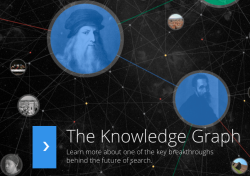 The Knowledge Graph
Learn more about one of the key breakthroughs
behind the future of search.